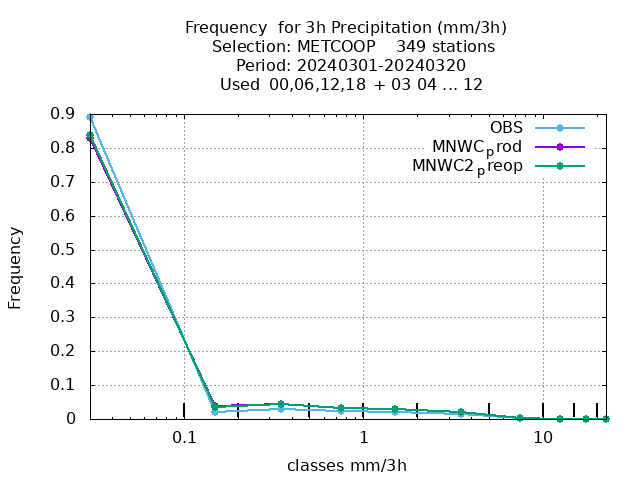 Frequency for 3h Precipitation (mm/3h)
Selection: METCOOP 349 stations
Period: 20240301-20240320
Used 00,06,12,18 + 03 04 ... 12
OBS
MNWCprod
MNWC2preop
0.9
0.8
0.7
0.6
0.5
0.4
0.3
0.2
0.1
0
Frequency
0.1 1 10
classes mm/3h